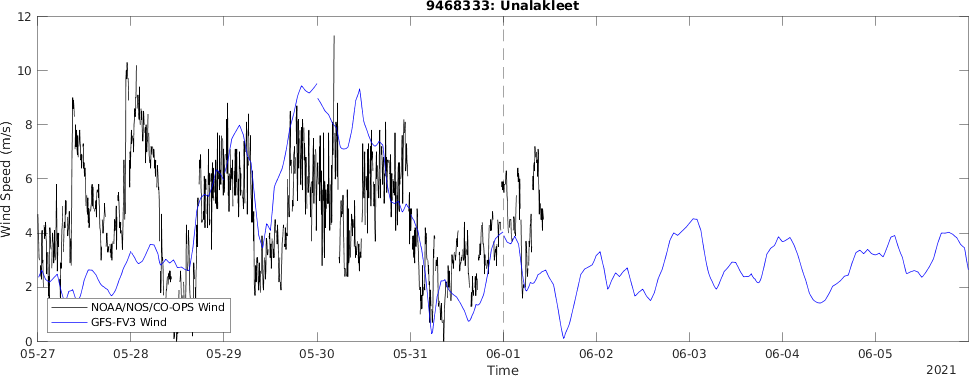 9468333: Unalakleet
12
10
8
6
4
2
0
Wind Speed (m/s)
NOAA/NOS/CO-OPS Wind
GFS-FV3 Wind
05-27 05-28 05-29 05-30 05-31 06-01 06-02 06-03 06-04 06-05
Time
2021